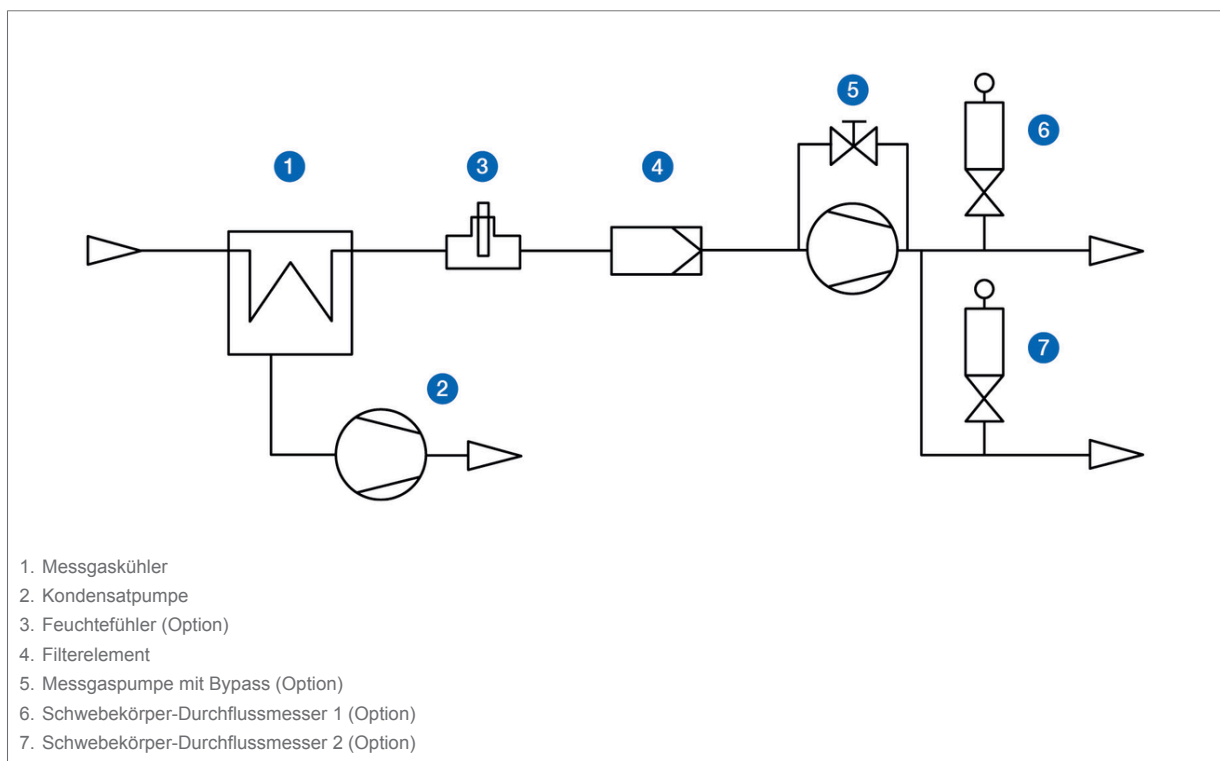 5
6
1
3
4
7
2
1. Messgaskühler
2. Kondensatpumpe
3. Feuchtefühler (Option)
4. Filterelement
5. Messgaspumpe mit Bypass (Option)
6. Schwebekörper-Durchflussmesser 1 (Option)
7. Schwebekörper-Durchflussmesser 2 (Option)